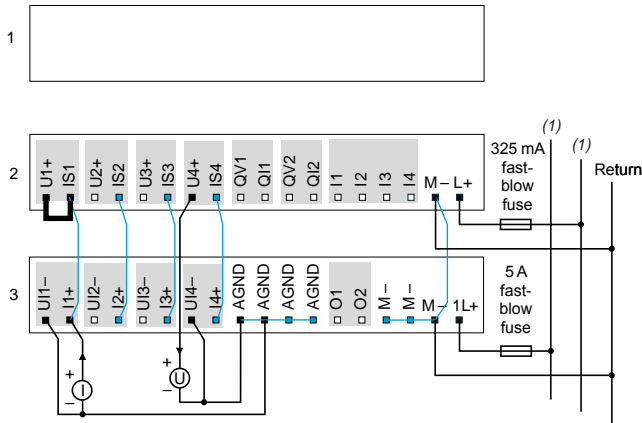 1
(1)
(1)
2
U1+ IS1 U2+ IS2 U3+ IS3 U4+ IS4 QV1 QI1 QV2 QI2 I1 I2 I3 I4 M– L+
325 mA
fast-
blow
fuse
Return
3
UI1– I1+ UI2– I2+ UI3– I3+ UI4– I4+ AGND AGND AGND AGND O1 O2 M– M– M– 1L+
5 A
fast-
blow
fuse
+
I
–
+
U
–